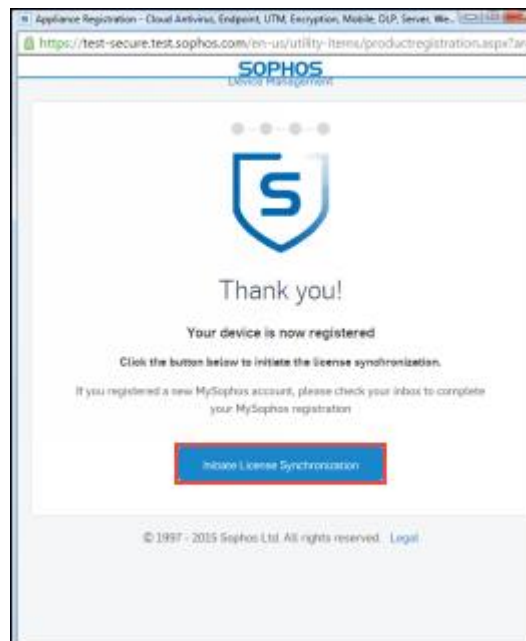 Appliance Registration - Cloud Antivirus, Endpoint, UTM, Encryption, Mobile, DLP, Server, We...
https://test-secure.test.sophos.com/en-us/utility-items/productregistration.aspx?
SOPHOS
Device Management
S
Thank you!
Your device is now registered
Click the button below to initiate the license synchronization.
If you registered a new MySophos account, please check your inbox to complete
your MySophos registration
Initiate License Synchronization
© 1997 - 2015 Sophos Ltd. All rights reserved. Legal